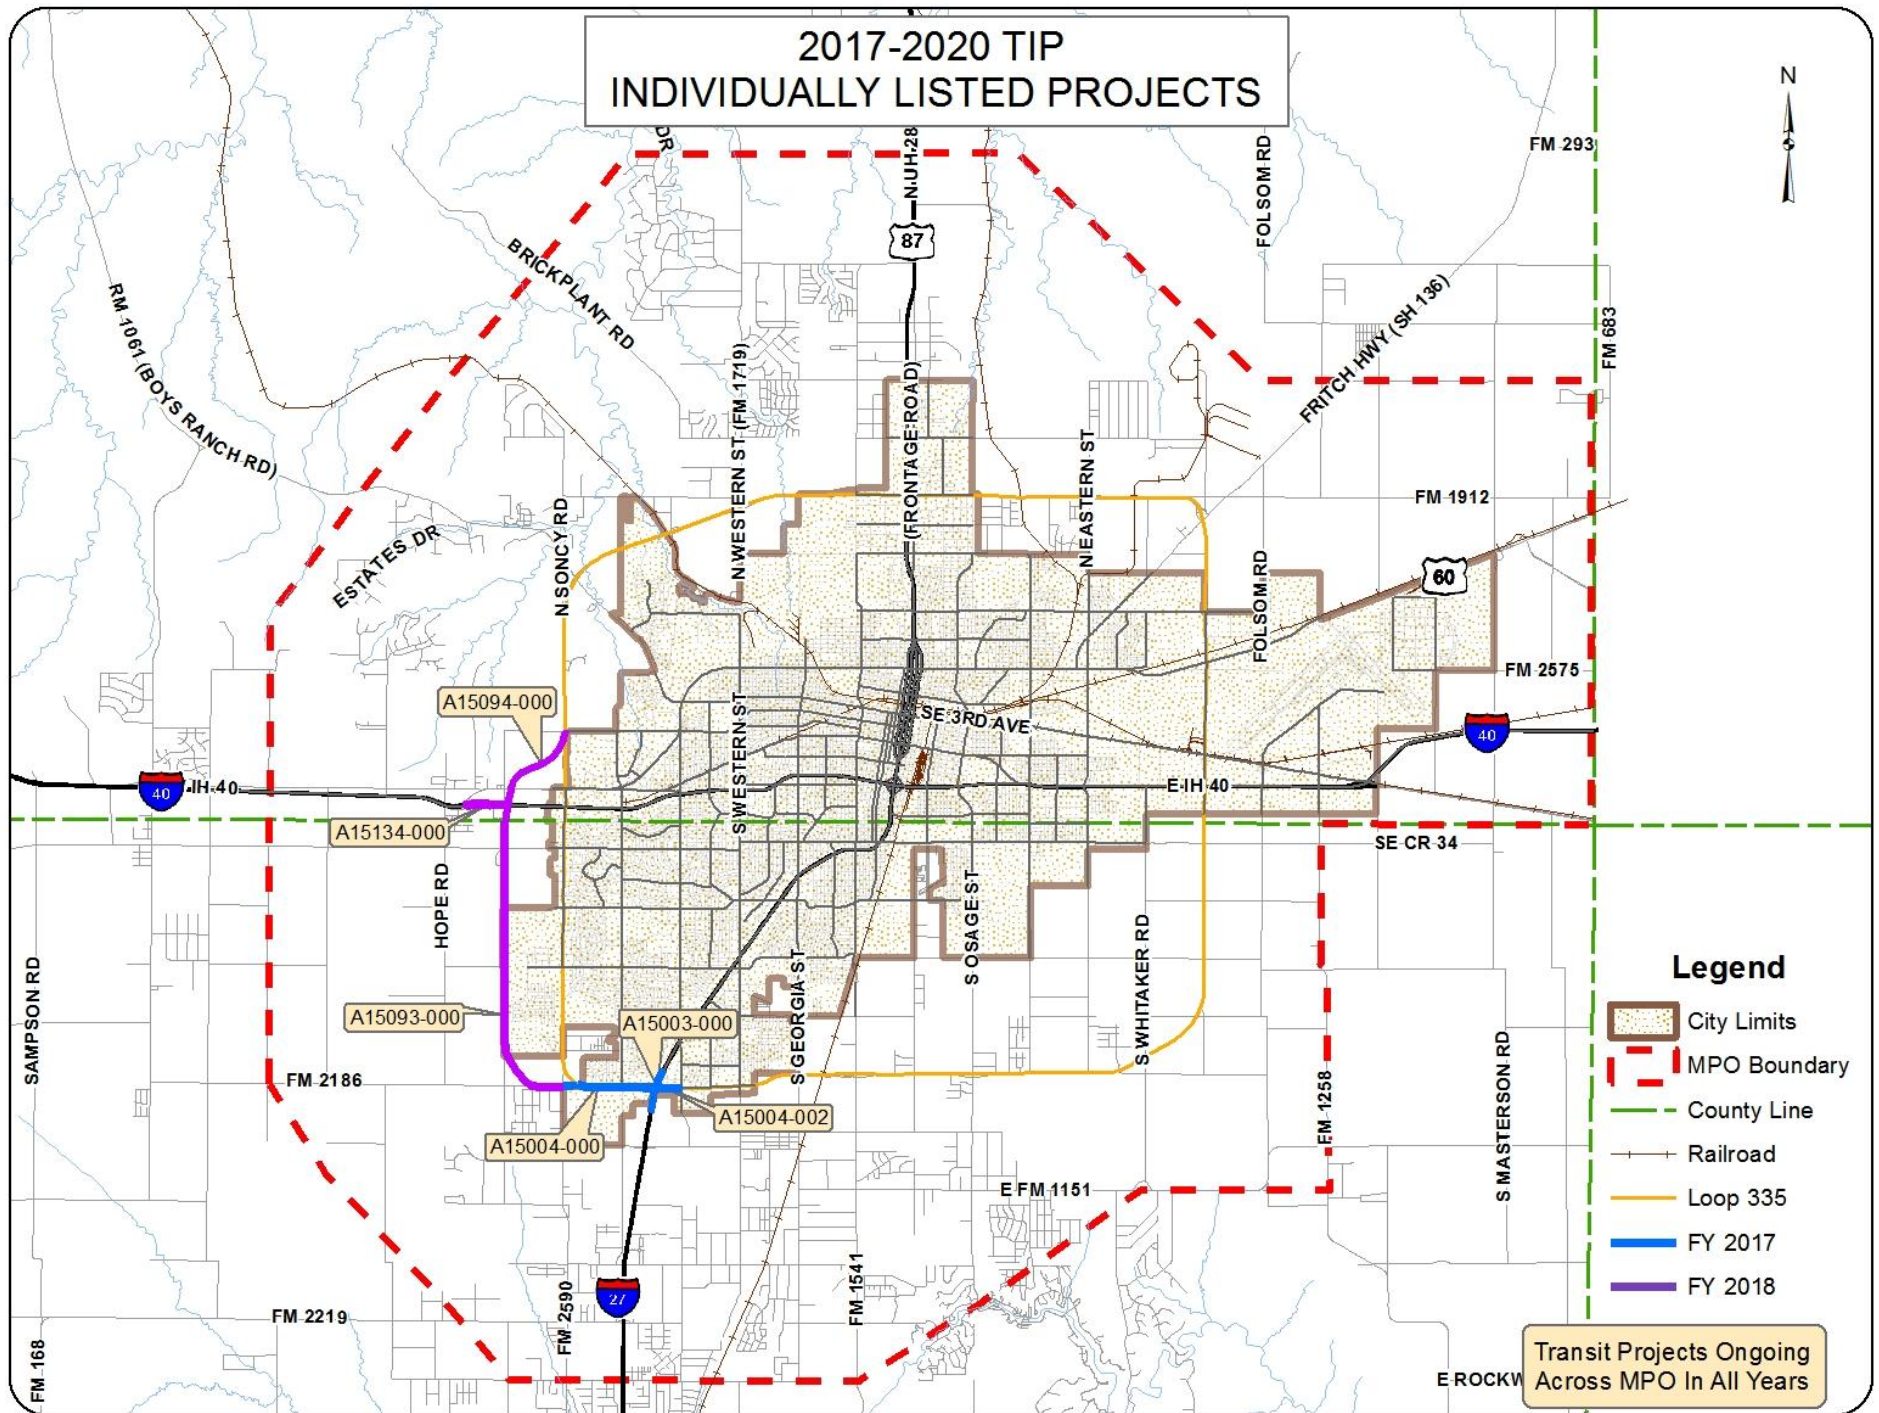 2017-2020 TIP
INDIVIDUALLY LISTED PROJECTS
N
DR
N UH-28
FM 293
FOLSOM RD
87
BRICKPLANT RD
RM 1061 (BOYS RANCH RD)
FRITCH HWY (SH 136)
FM 683
N WESTERN ST (FM 1719)
(FRONTAGE ROAD)
N EASTERN ST
FM 1912
N SONCY RD
ESTATES DR
60
FOLSOM RD
FM 2575
A15094-000
S WESTERN ST
SE 3RD AVE
40
40
IH-40
E IH 40
A15134-000
SE CR 34
HOPE RD
S OSAGE ST
S WHITAKER RD
SAMPSON RD
S GEORGIA ST
A15093-000
A15003-000
FM 2186
A15004-002
A15004-000
FM 1258
S MASTERSON RD
E FM 1151
FM 2590
27
FM 1541
FM 2219
FM 168
E ROCKW
Legend
City Limits
MPO Boundary
County Line
Railroad
Loop 335
FY 2017
FY 2018
Transit Projects Ongoing
Across MPO In All Years